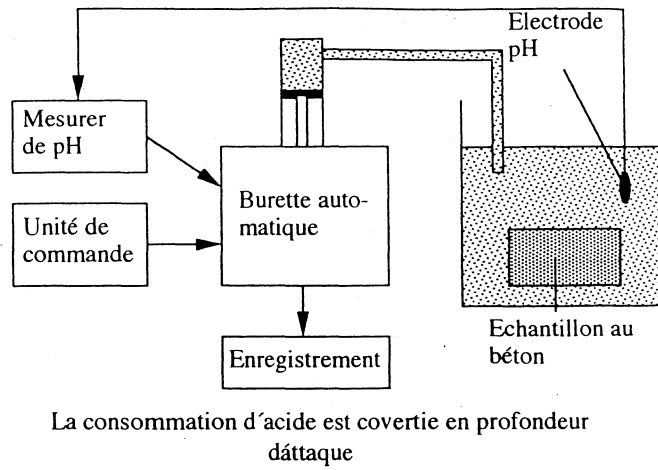 Electrode
pH
Mesurer
de pH
Burette auto-
matique
Unité de
commande
Enregistrement
Echantillon au
béton
La consommation d´acide est covertie en profondeur
dáttaque